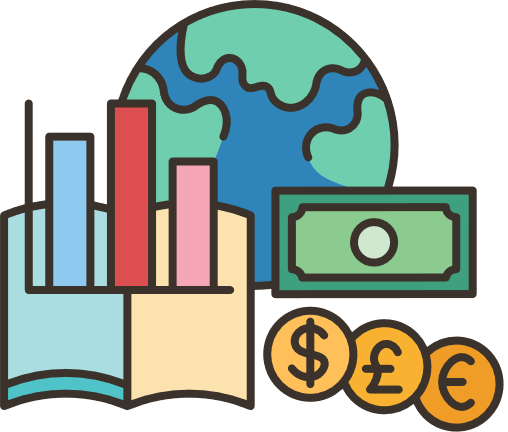 $ £ €